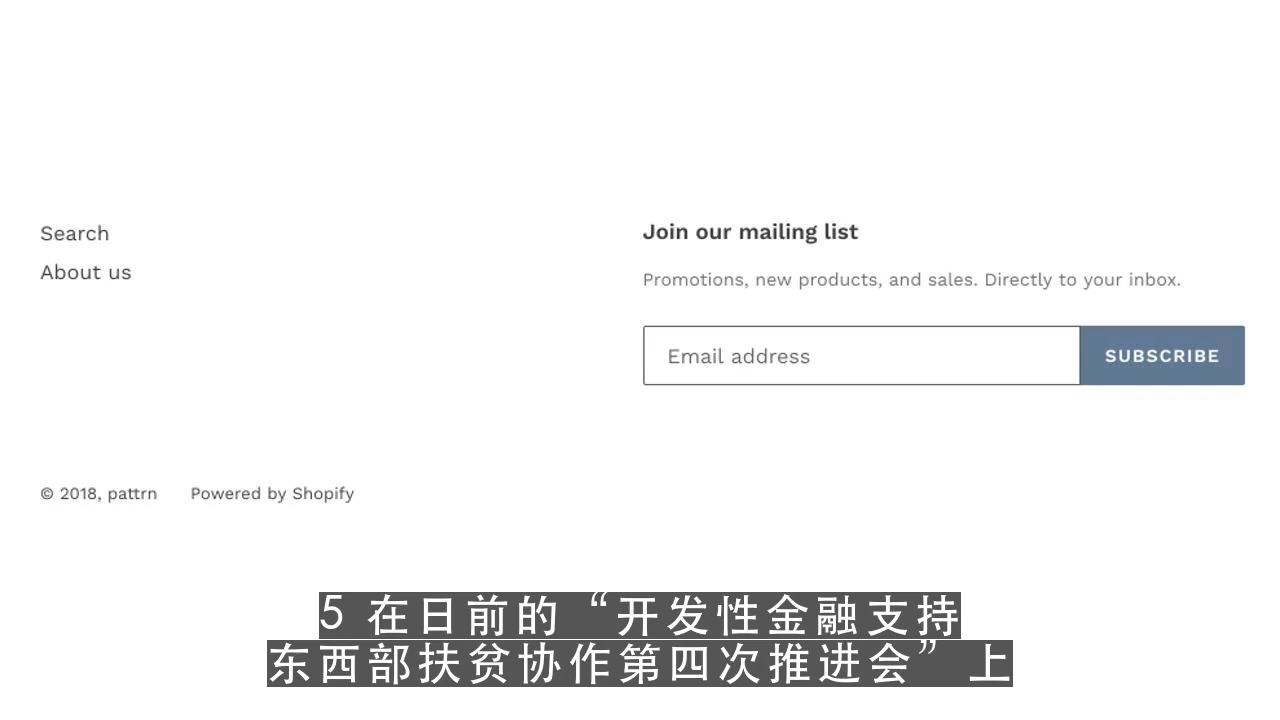 Search
About us
Join our mailing list
Promotions, new products, and sales. Directly to your inbox.
Email address
SUBSCRIBE
© 2018, pattrn
Powered by Shopify
5 在日前的“开发性金融支持
东西部扶贫协作第四次推进会”上